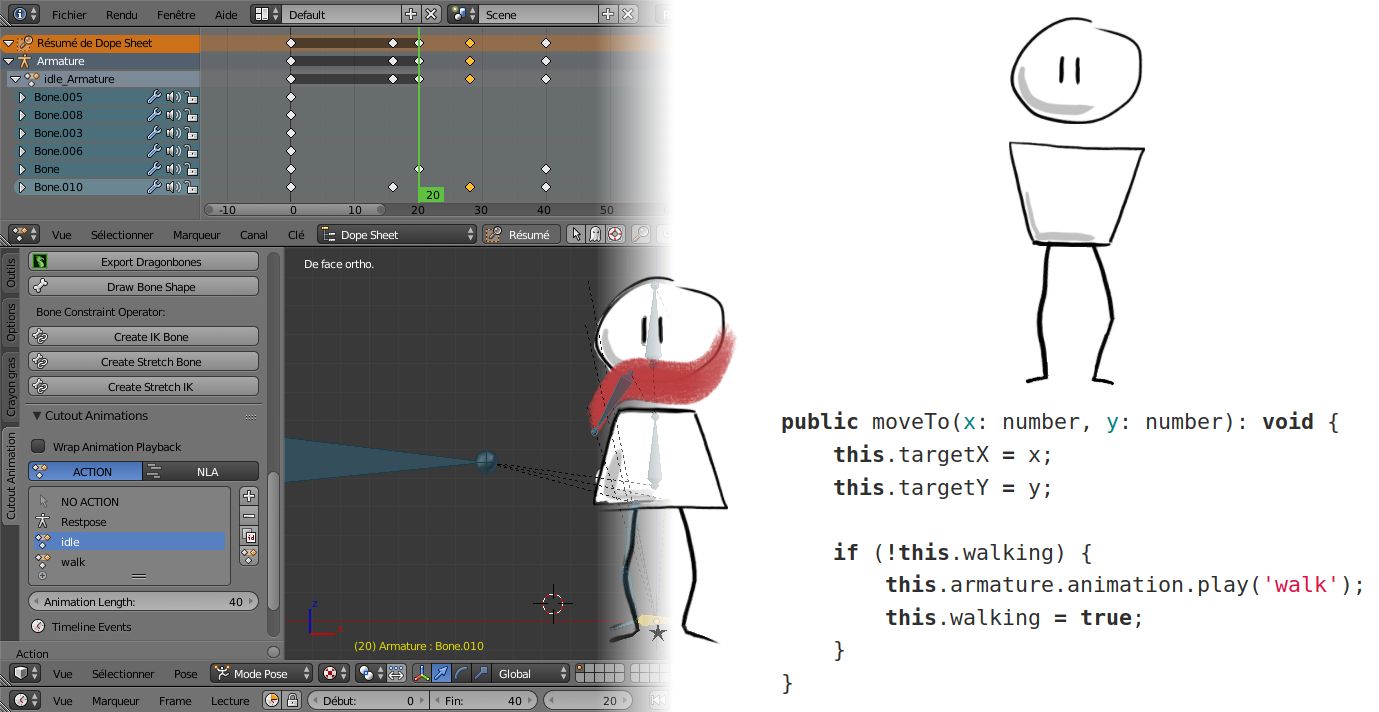 Fichier Rendu Fenêtre Aide Default Scene
Résumé de Dope Sheet
Armature
idle_Armature
Bone.005
Bone.008
Bone.003
Bone.006
Bone
Bone.010
20
-10 0 10 20 30 40 50
Vue Sélectionner Marqueur Canal Clé Dope Sheet Résumé
Outils
Options
Crayon gras
Cutout Animation
Export Dragonbones
Draw Bone Shape
Bone Constraint Operator:
Create IK Bone
Create Stretch Bone
Create Stretch IK
Cutout Animations
Wrap Animation Playback
ACTION NLA
NO ACTION
Restpose
idle
walk
Animation Length: 40
Timeline Events
Action
De face ortho.
z
x
(20) Armature : Bone.010
Vue Sélectionner Pose Mode Pose Global
Vue Marqueur Frame Lecture Début: 0 Fin: 40 20
public moveTo(x: number, y: number): void {
this.targetX = x;
this.targetY = y;
if (!this.walking) {
this.armature.animation.play('walk');
this.walking = true;
}
}